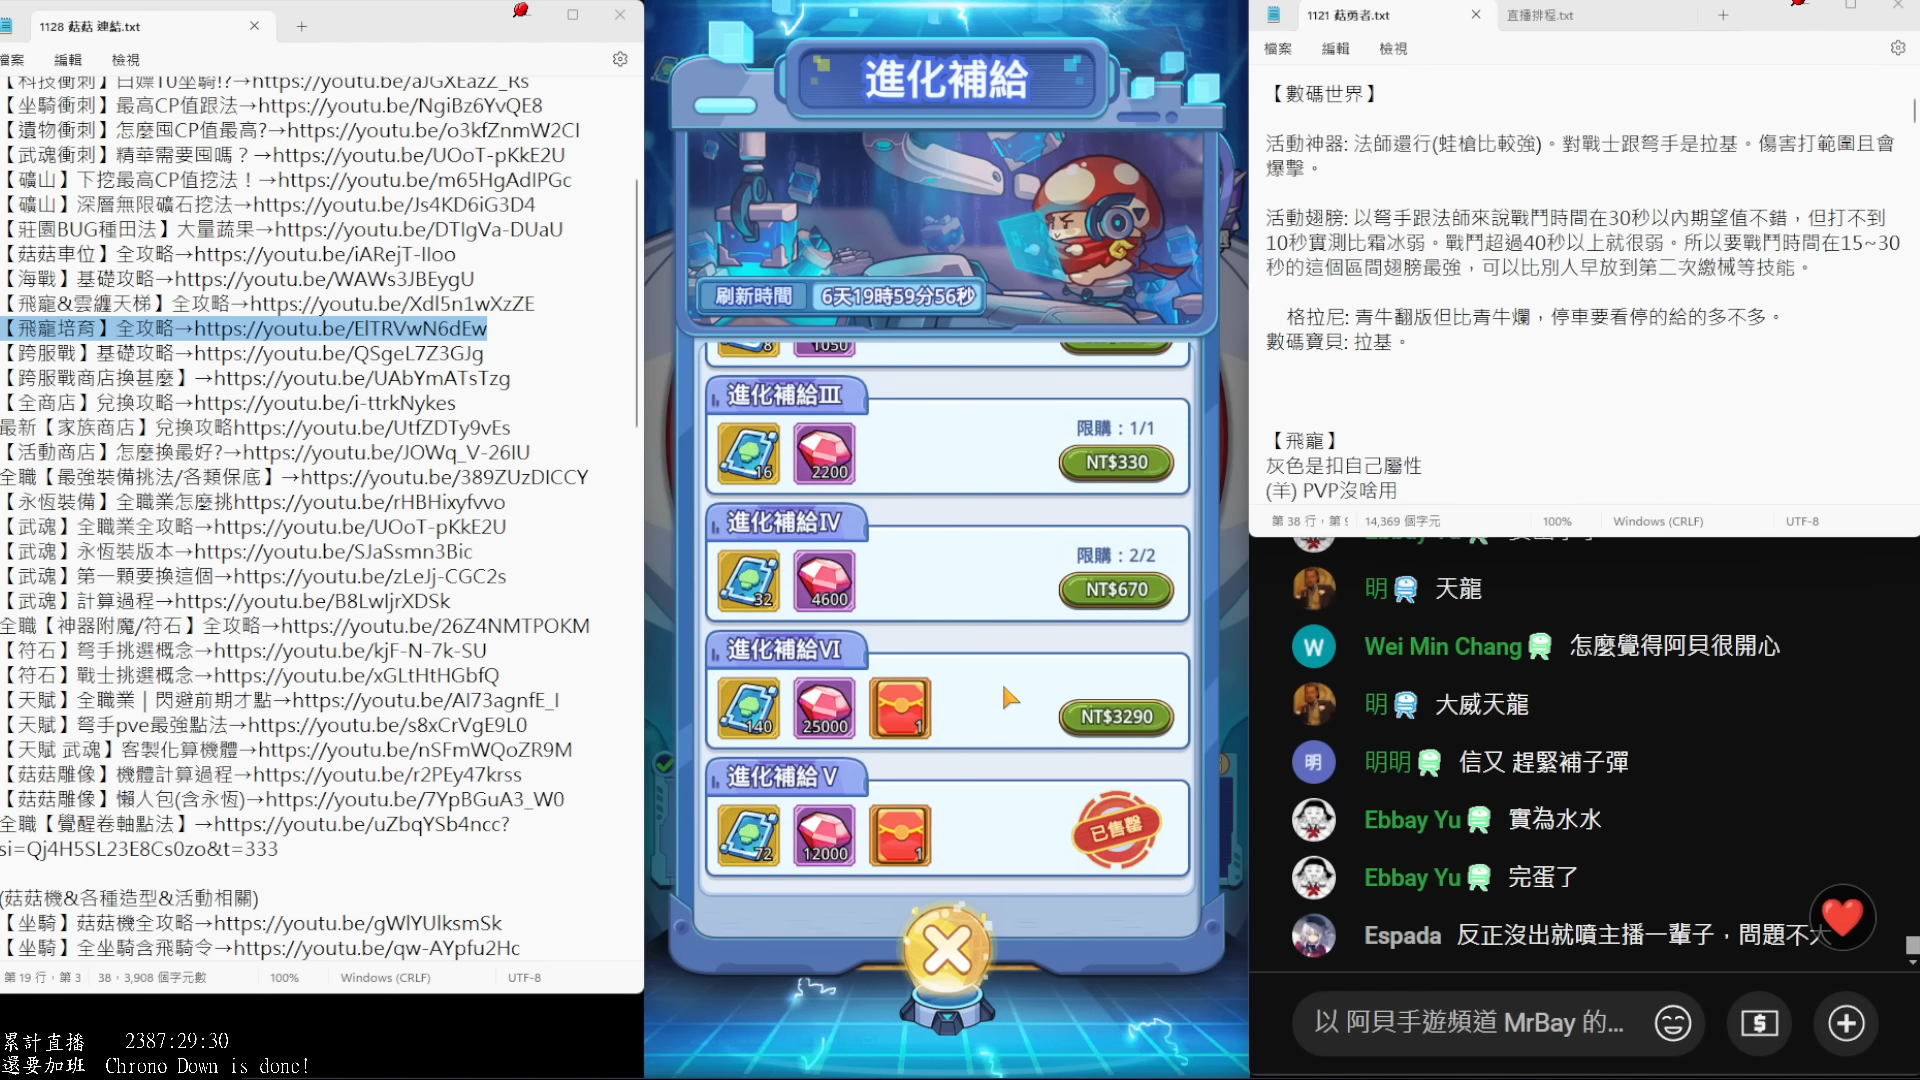 1128 菇菇 連結.txt
檔案 編輯 檢視
【科技衝刺】白嫖10坐騎!?→https://youtu.be/aJGXEazZ_Rs
【坐騎衝刺】最高CP值跟法→https://youtu.be/NgiBz6YvQE8
【遺物衝刺】怎麼囤CP值最高?→https://youtu.be/o3kfZnmW2CI
【武魂衝刺】精華需要囤嗎？→https://youtu.be/UOoT-pKkE2U
【礦山】下挖最高CP值挖法！→https://youtu.be/m65HgAdlPGc
【礦山】深層無限礦石挖法→https://youtu.be/Js4KD6iG3D4
【莊園BUG種田法】大量蔬果→https://youtu.be/DTIgVa-DUaU
【菇菇車位】全攻略→https://youtu.be/iARejT-lIoo
【海戰】基礎攻略→https://youtu.be/WAWs3JBEygU
【飛寵&雲纏天梯】全攻略→https://youtu.be/Xdl5n1wXzZE
【飛寵培育】全攻略→https://youtu.be/ElTRVwN6dEw
【跨服戰】基礎攻略→https://youtu.be/QSgeL7Z3GJg
【跨服戰商店換甚麼】→https://youtu.be/UAbYmATsTzg
【全商店】兌換攻略→https://youtu.be/i-ttrkNykes
最新【家族商店】兌換攻略https://youtu.be/UtfZDTy9vEs
【活動商店】怎麼換最好?→https://youtu.be/JOWq_V-26IU
全職【最強裝備挑法/各類保底】→https://youtu.be/389ZUzDICCY
【永恆裝備】全職業怎麼挑https://youtu.be/rHBHixyfvvo
【武魂】全職業全攻略→https://youtu.be/UOoT-pKkE2U
【武魂】永恆裝版本→https://youtu.be/SJaSsmn3Bic
【武魂】第一顆要換這個→https://youtu.be/zLeJj-CGC2s
【武魂】計算過程→https://youtu.be/B8LwljrXDSk
全職【神器附魔/符石】全攻略→https://youtu.be/26Z4NMTPOKM
【符石】弩手挑選概念→https://youtu.be/kjF-N-7k-SU
【符石】戰士挑選概念→https://youtu.be/xGLtHtHGbfQ
【天賦】全職業｜閃避前期才點→https://youtu.be/AI73agnfE_I
【天賦】弩手pve最強點法→https://youtu.be/s8xCrVgE9L0
【天賦 武魂】客製化算機體→https://youtu.be/nSFmWQoZR9M
【菇菇雕像】機體計算過程→https://youtu.be/r2PEy47krss
【菇菇雕像】懶人包(含永恆)→https://youtu.be/7YpBGuA3_W0
全職【覺醒卷軸點法】→https://youtu.be/uZbqYSb4ncc?
si=Qj4H5SL23E8Cs0zo&t=333
(菇菇機&各種造型&活動相關)
【坐騎】菇菇機全攻略→https://youtu.be/gWlYUlksmSk
【坐騎】全坐騎含飛騎令→https://youtu.be/qw-AYpfu2Hc
第 19 行，第 3 38，3,908 個字元數 100% Windows (CRLF) UTF-8
累計直播 2387:29:30
還要加班 Chrono Down is done!
進化補給
刷新時間 6天19時59分56秒
8 1050
進化補給Ⅲ
限購：1/1
16 2200 NT$330
進化補給Ⅳ
限購：2/2
32 4600 NT$670
進化補給Ⅵ
140 25000 1 NT$3290
進化補給Ⅴ
72 12000 1 已售罄
1121 菇勇者.txt 直播排程.txt
檔案 編輯 檢視
【數碼世界】
活動神器: 法師還行(蛙槍比較強)。對戰士跟弩手是拉基。傷害打範圍且會
爆擊。
活動翅膀: 以弩手跟法師來說戰鬥時間在30秒以內期望值不錯，但打不到
10秒實測比霜冰弱。戰鬥超過40秒以上就很弱。所以要戰鬥時間在15~30
秒的這個區間翅膀最強，可以比別人早放到第二次繳械等技能。
格拉尼: 青牛翻版但比青牛爛，停車要看停的給的多不多。
數碼寶貝: 拉基。
【飛寵】
灰色是扣自己屬性
(羊) PVP沒啥用
第 38 行，第 14,369 個字元 100% Windows (CRLF) UTF-8
Ebbay Yu
明 天龍
Wei Min Chang 怎麼覺得阿貝很開心
明 大威天龍
明明 信又 趕緊補子彈
Ebbay Yu 實為水水
Ebbay Yu 完蛋了
Espada 反正沒出就噴主播一輩子，問題不大
以 阿貝手遊頻道 MrBay 的...